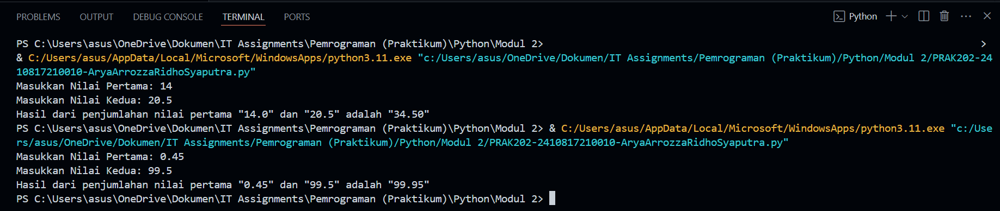 PROBLEMS OUTPUT DEBUG CONSOLE TERMINAL PORTS Python
PS C:\Users\asus\OneDrive\Dokumen\IT Assignments\Pemrograman (Praktikum)\Python\Modul 2> >
& C:/Users/asus/AppData/Local/Microsoft/WindowsApps/python3.11.exe "c:/Users/asus/OneDrive/Dokumen/IT Assignments/Pemrograman (Praktikum)/Python/Modul 2/PRAK202-24
10817210010-AryaArrozzaRidhoSyaputra.py"
Masukkan Nilai Pertama: 14
Masukkan Nilai Kedua: 20.5
Hasil dari penjumlahan nilai pertama "14.0" dan "20.5" adalah "34.50"
PS C:\Users\asus\OneDrive\Dokumen\IT Assignments\Pemrograman (Praktikum)\Python\Modul 2> & C:/Users/asus/AppData/Local/Microsoft/WindowsApps/python3.11.exe "c:/Use
rs/asus/OneDrive/Dokumen/IT Assignments/Pemrograman (Praktikum)/Python/Modul 2/PRAK202-2410817210010-AryaArrozzaRidhoSyaputra.py"
Masukkan Nilai Pertama: 0.45
Masukkan Nilai Kedua: 99.5
Hasil dari penjumlahan nilai pertama "0.45" dan "99.5" adalah "99.95"
PS C:\Users\asus\OneDrive\Dokumen\IT Assignments\Pemrograman (Praktikum)\Python\Modul 2>